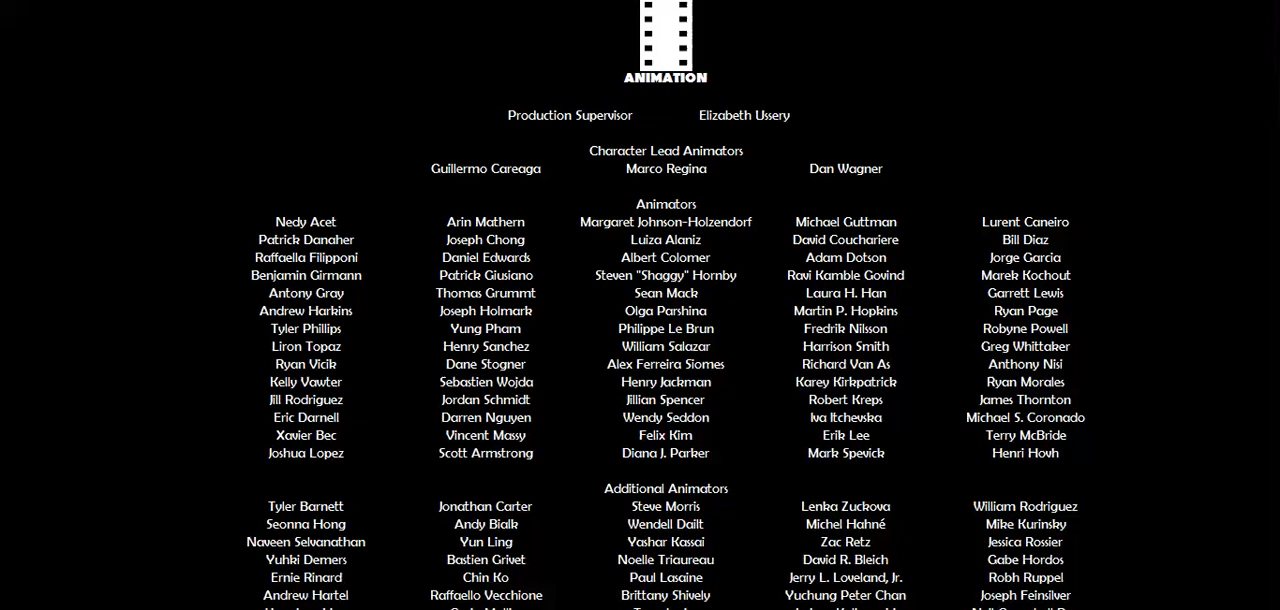 ANIMATION
Production Supervisor Elizabeth Ussery
Character Lead Animators
Guillermo Careaga Marco Regina Dan Wagner
Animators
Nedy Acet Arin Mathern Margaret Johnson-Holzendorf Michael Guttman Lurent Caneiro
Patrick Danaher Joseph Chong Luiza Alaniz David Couchariere Bill Diaz
Raffaella Filipponi Daniel Edwards Albert Colomer Adam Dotson Jorge Garcia
Benjamin Girmann Patrick Giusiano Steven "Shaggy" Hornby Ravi Kamble Govind Marek Kochout
Antony Gray Thomas Grummt Sean Mack Laura H. Han Garrett Lewis
Andrew Harkins Joseph Holmark Olga Parshina Martin P. Hopkins Ryan Page
Tyler Phillips Yung Pham Philippe Le Brun Fredrik Nilsson Robyne Powell
Liron Topaz Henry Sanchez William Salazar Harrison Smith Greg Whittaker
Ryan Vicik Dane Stogner Alex Ferreira Siomes Richard Van As Anthony Nisi
Kelly Vawter Sebastien Wojda Henry Jackman Karey Kirkpatrick Ryan Morales
Jill Rodriguez Jordan Schmidt Jillian Spencer Robert Kreps James Thornton
Eric Darnell Darren Nguyen Wendy Seddon Iva Itchevska Michael S. Coronado
Xavier Bec Vincent Massy Felix Kim Erik Lee Terry McBride
Joshua Lopez Scott Armstrong Diana J. Parker Mark Spevick Henri Hovh
Additional Animators
Tyler Barnett Jonathan Carter Steve Morris Lenka Zuckova William Rodriguez
Seonna Hong Andy Bialk Wendell Dailt Michel Hahné Mike Kurinsky
Naveen Selvanathan Yun Ling Yashar Kassai Zac Retz Jessica Rossier
Yuhki Demers Bastien Grivet Noelle Triaureau David R. Bleich Gabe Hordos
Ernie Rinard Chin Ko Paul Lasaine Jerry L. Loveland, Jr. Robh Ruppel
Andrew Hartel Raffaello Vecchione Brittany Shively Yuchung Peter Chan Joseph Feinsilver